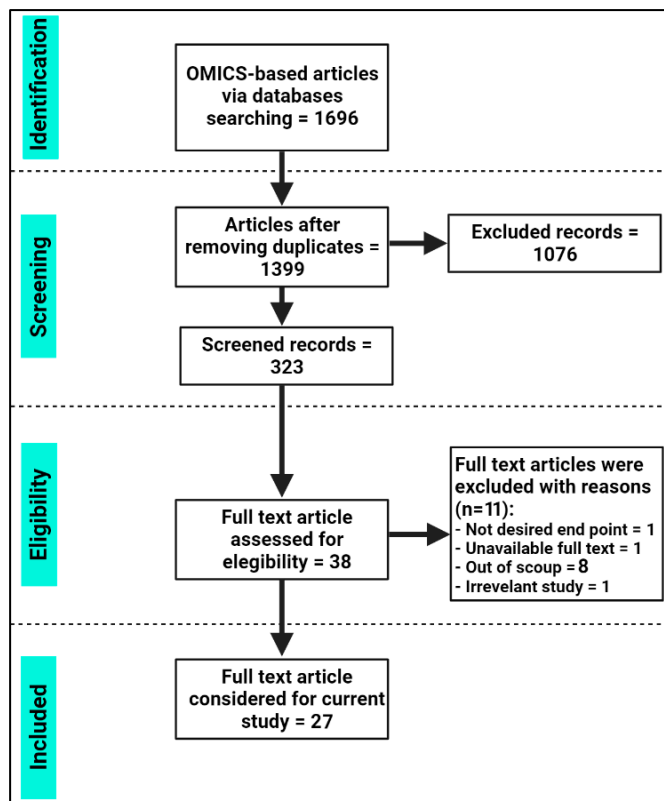 Identification
OMICS-based articles
via databases
searching = 1696
Screening
Articles after
removing duplicates =
1399
Excluded records =
1076
Screened records =
323
Eligibility
Full text article
assessed for
elegibility = 38
Full text articles were
excluded with reasons
(n=11):
- Not desired end point = 1
- Unavailable full text = 1
- Out of scoup = 8
- Irrevelant study = 1
Included
Full text article
considered for current
study = 27